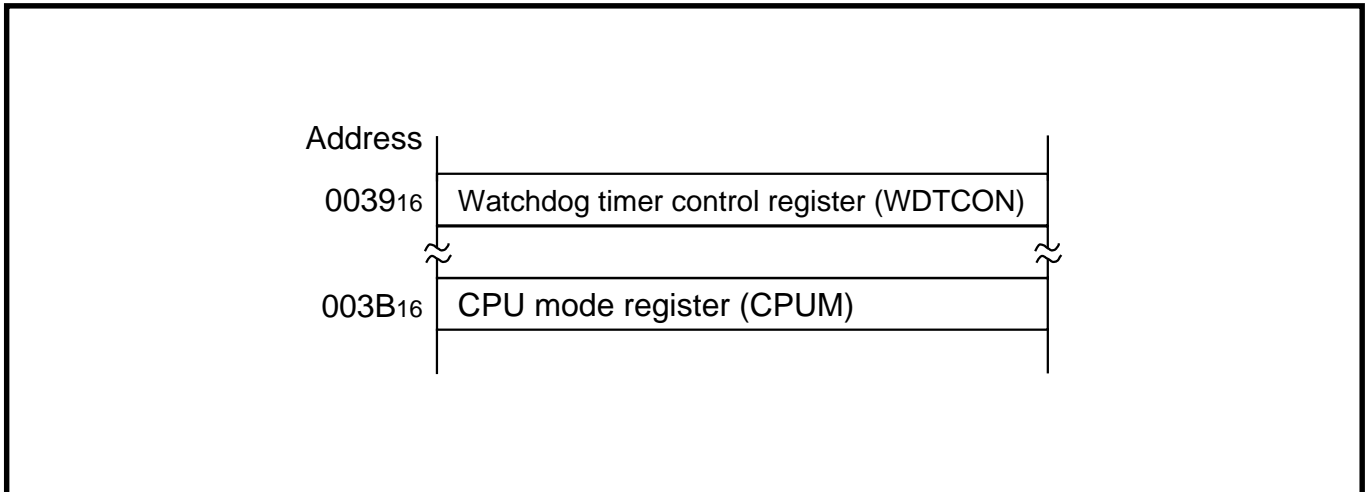 Address
0039₁₆ Watchdog timer control register (WDTCON)
003B₁₆ CPU mode register (CPUM)